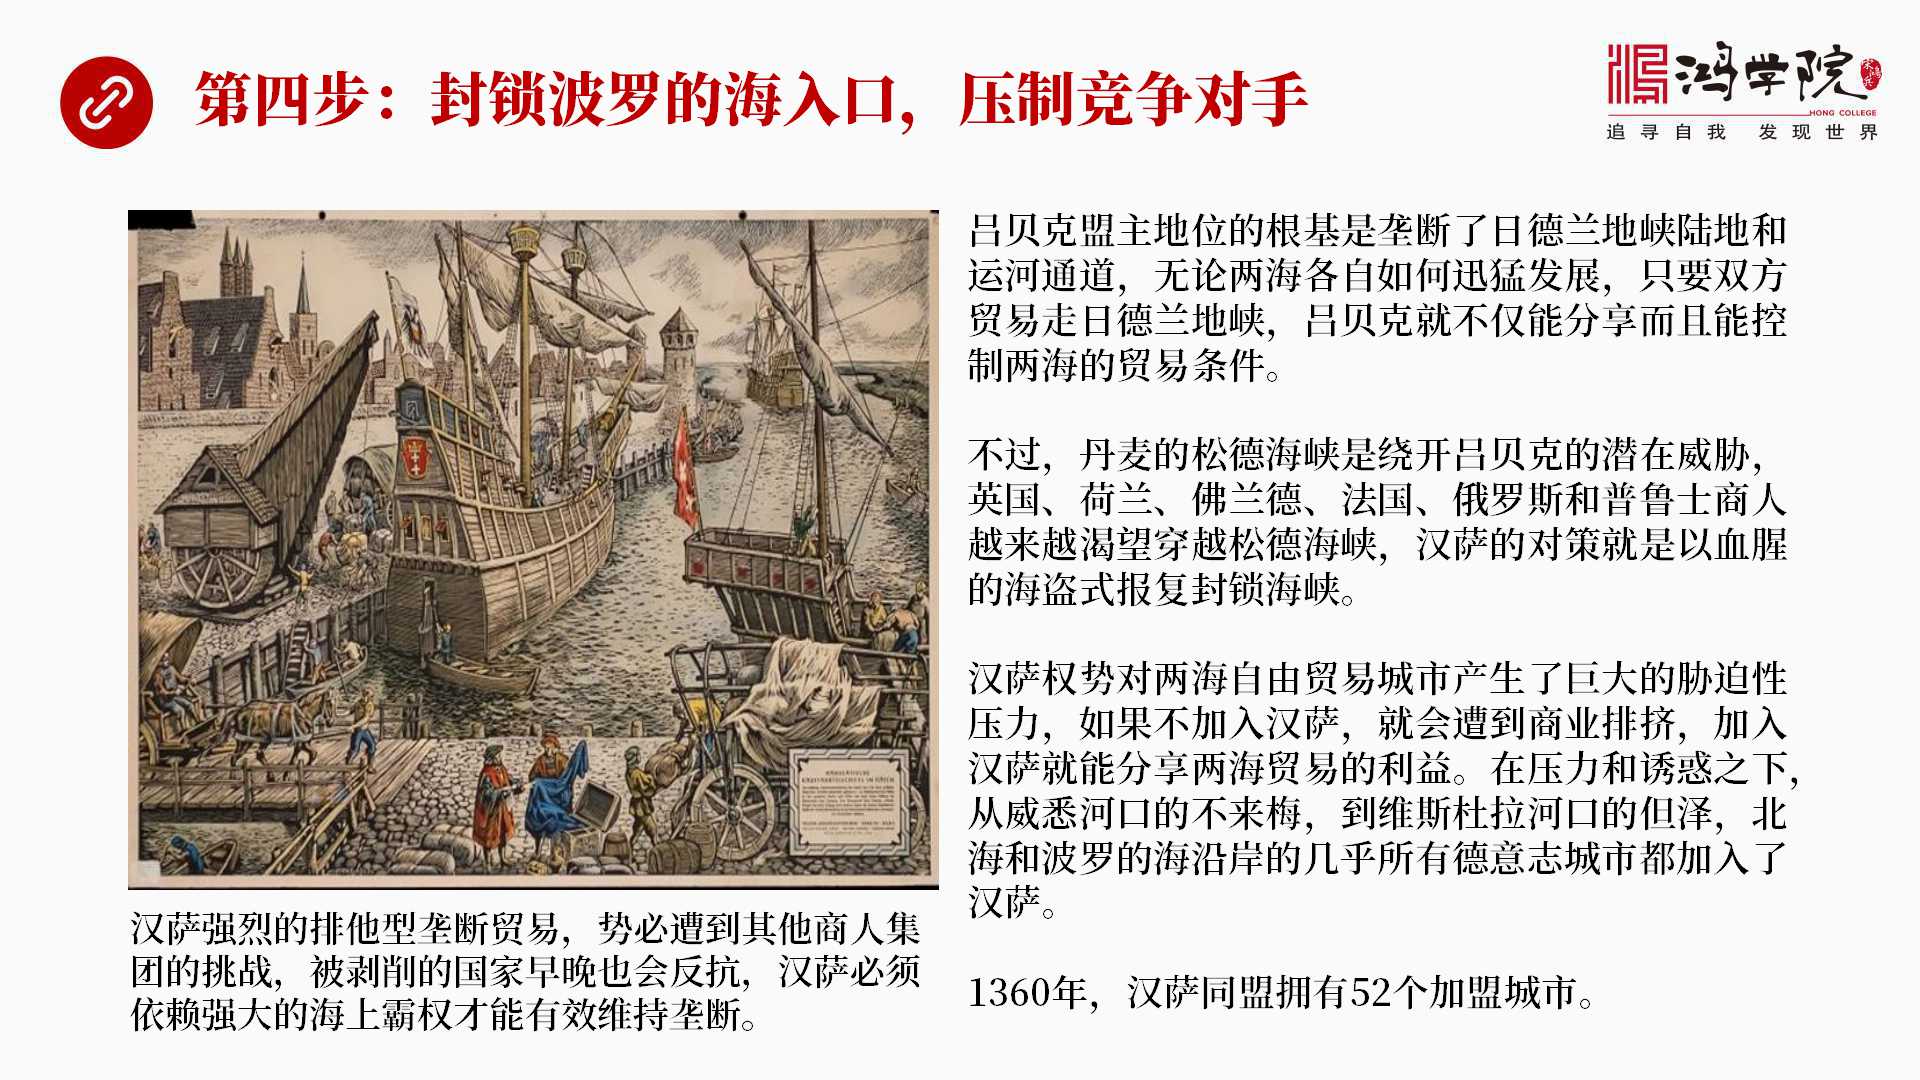 第四步：封锁波罗的海入口，压制竞争对手
鸿学院
HONG COLLEGE
追寻自我 发现世界
吕贝克盟主地位的根基是垄断了日德兰地峡陆地和
运河通道，无论两海各自如何迅猛发展，只要双方
贸易走日德兰地峡，吕贝克就不仅能分享而且能控
制两海的贸易条件。
不过，丹麦的松德海峡是绕开吕贝克的潜在威胁，
英国、荷兰、佛兰德、法国、俄罗斯和普鲁士商人
越来越渴望穿越松德海峡，汉萨的对策就是以血腥
的海盗式报复封锁海峡。
汉萨权势对两海自由贸易城市产生了巨大的胁迫性
压力，如果不加入汉萨，就会遭到商业排挤，加入
汉萨就能分享两海贸易的利益。在压力和诱惑之下，
从威悉河口的不来梅，到维斯杜拉河口的但泽，北
海和波罗的海沿岸的几乎所有德意志城市都加入了
汉萨。
1360年，汉萨同盟拥有52个加盟城市。
汉萨强烈的排他型垄断贸易，势必遭到其他商人集
团的挑战，被剥削的国家早晚也会反抗，汉萨必须
依赖强大的海上霸权才能有效维持垄断。